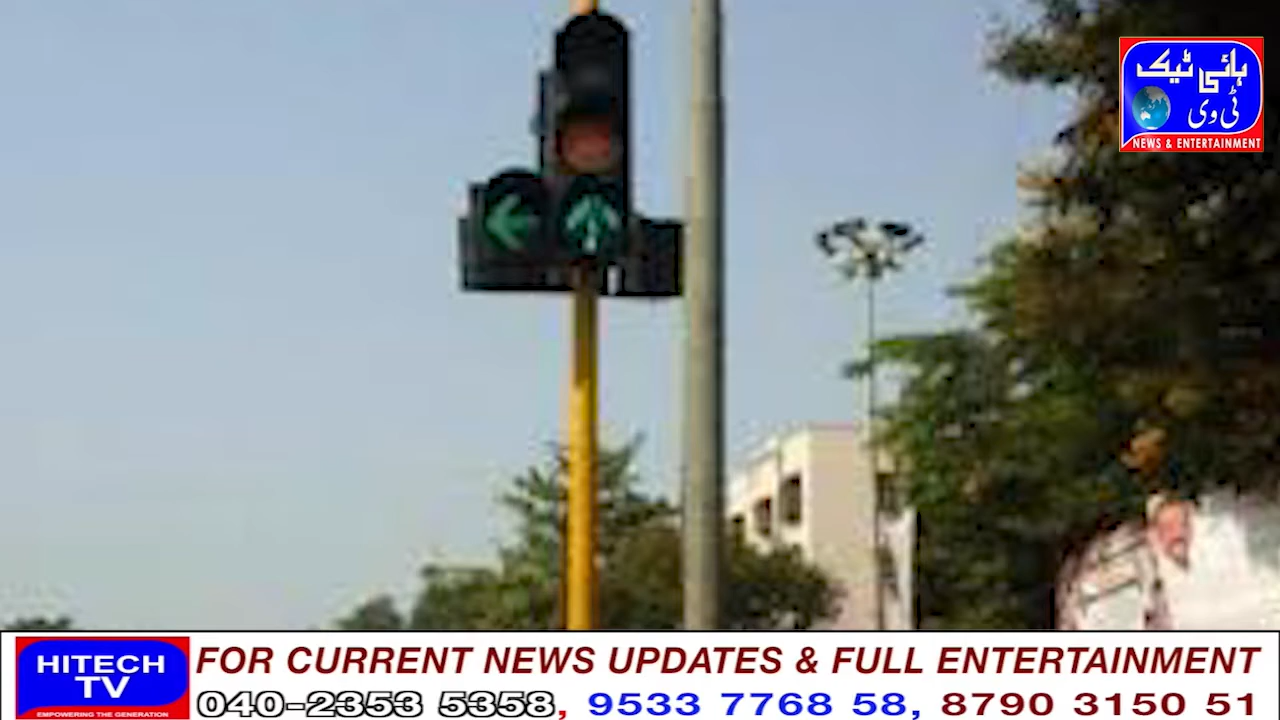 ہائی ٹیک
ٹی وی
NEWS & ENTERTAINMENT
HITECH
TV
EMPOWERING THE GENERATION
FOR CURRENT NEWS UPDATES & FULL ENTERTAINMENT
040-2353 5358, 9533 7768 58, 8790 3150 51